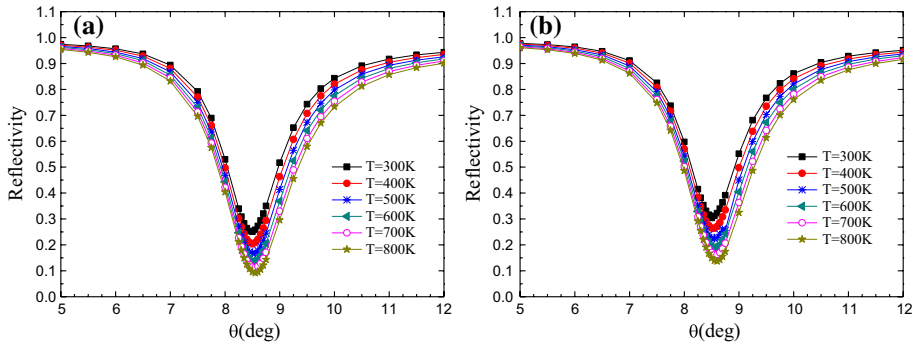 (a)
1.1
1.0
0.9
0.8
0.7
0.6
0.5
0.4
0.3
0.2
0.1
0.0
Reflectivity
T=300K
T=400K
T=500K
T=600K
T=700K
T=800K
5 6 7 8 9 10 11 12
θ(deg)
(b)
1.1
1.0
0.9
0.8
0.7
0.6
0.5
0.4
0.3
0.2
0.1
0.0
Reflectivity
T=300K
T=400K
T=500K
T=600K
T=700K
T=800K
5 6 7 8 9 10 11 12
θ(deg)